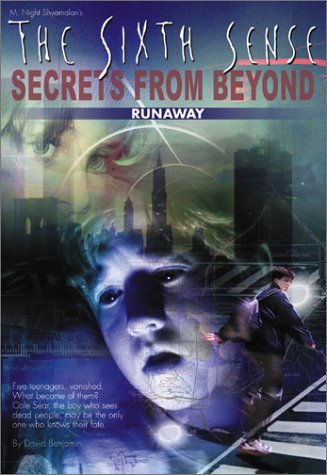 M. Night Shyamalan's
THE SIXTH SENSE
SECRETS FROM BEYOND
RUNAWAY
Five teenagers, vanished.
What became of them?
Cole Sear, the boy who sees
dead people, may be the only
one who knows their fate.
By David Benjamin